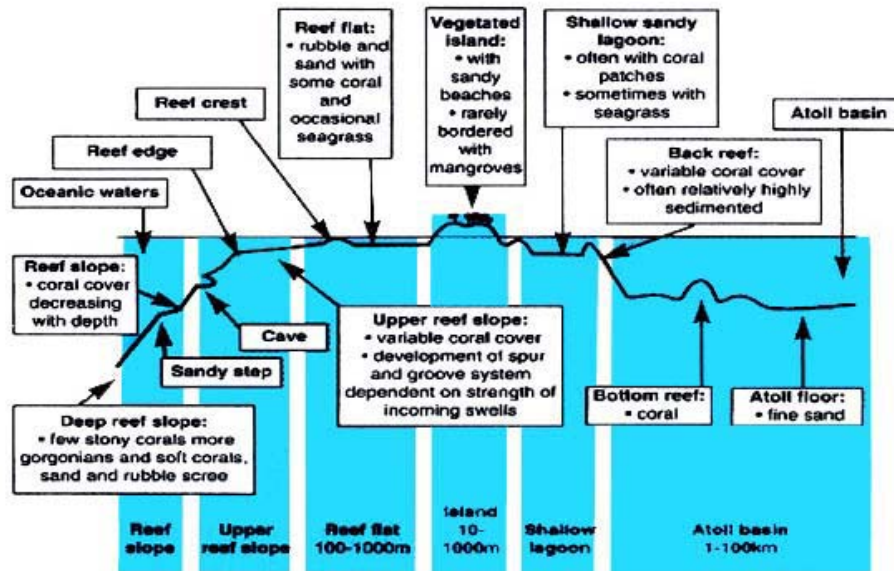 Reef flat:
• rubble and
sand with
some coral
and
occasional
seagrass
Vegetated
island:
• with
sandy
beaches
• rarely
bordered
with
mangroves
Shallow sandy
lagoon:
• often with coral
patches
• sometimes with
seagrass
Atoll basin
Reef crest
Reef edge
Back reef:
• variable coral cover
• often relatively highly
sedimented
Oceanic waters
Reef slope:
• coral cover
decreasing
with depth
Cave
Sandy step
Upper reef slope:
• variable coral cover
• development of spur
and groove system
dependent on strength of
incoming swells
Bottom reef:
• coral
Atoll floor:
• fine sand
Deep reef slope:
• few stony corals more
gorgonians and soft corals,
sand and rubble scree
Reef
slope
Upper
reef slope
Reef flat
100-1000m
Island
10-
1000m
Shallow
lagoon
Atoll basin
1-100km